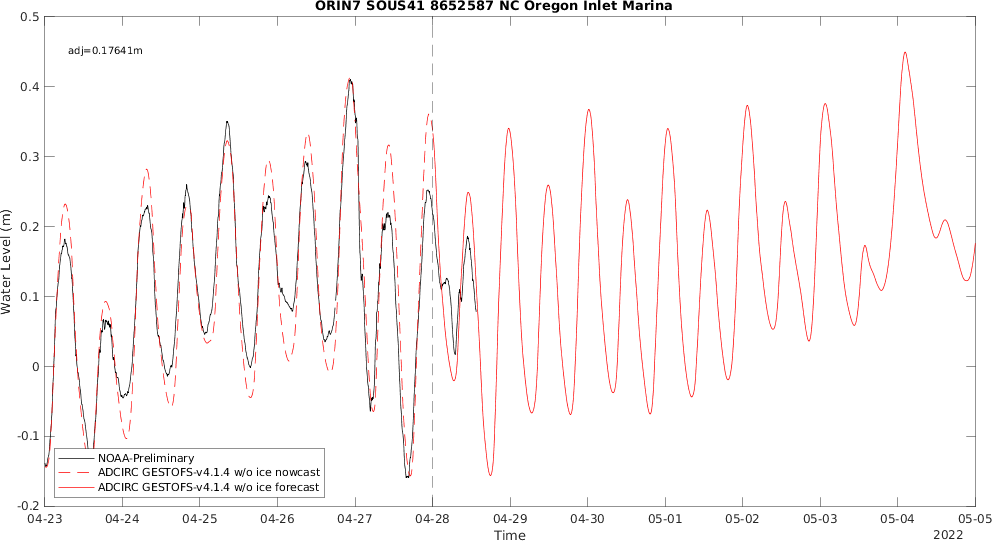 ORIN7 SOUS41 8652587 NC Oregon Inlet Marina
adj=0.17641m
Water Level (m)
0.5
0.4
0.3
0.2
0.1
0
-0.1
-0.2
NOAA-Preliminary
ADCIRC GESTOFS-v4.1.4 w/o ice nowcast
ADCIRC GESTOFS-v4.1.4 w/o ice forecast
04-23 04-24 04-25 04-26 04-27 04-28 04-29 04-30 05-01 05-02 05-03 05-04 05-05
Time
2022